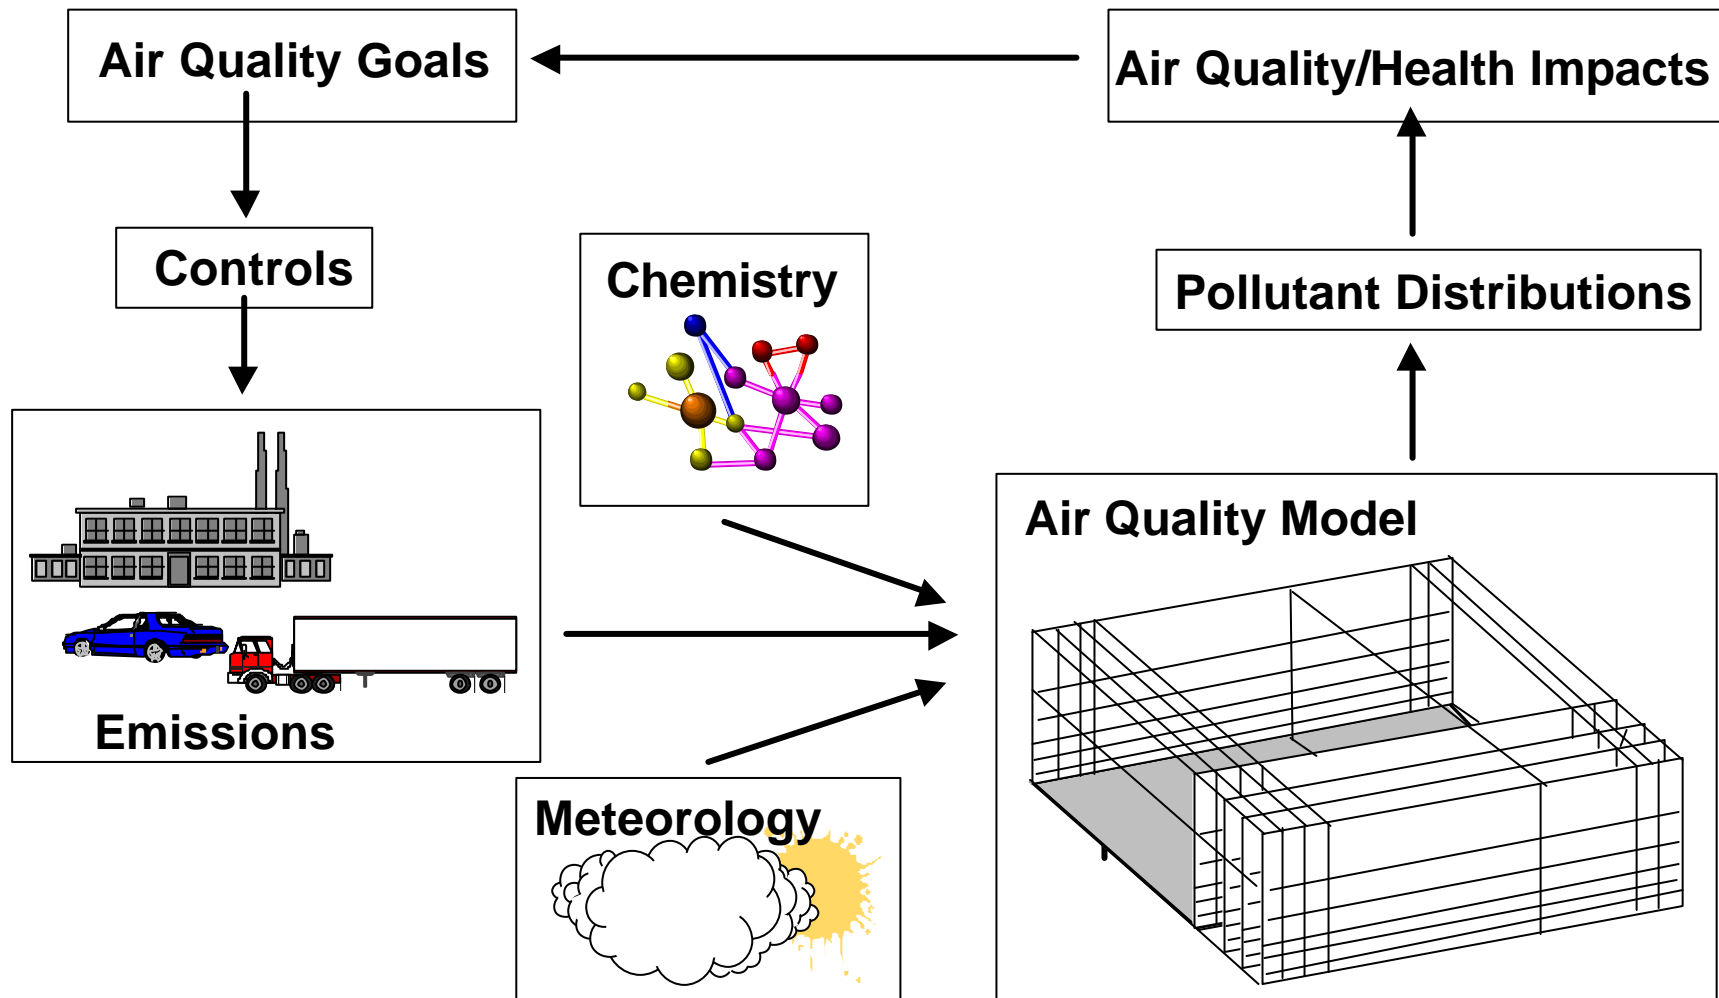 Air Quality Goals
Air Quality/Health Impacts
Controls
Chemistry
Pollutant Distributions
Air Quality Model
Emissions
Meteorology